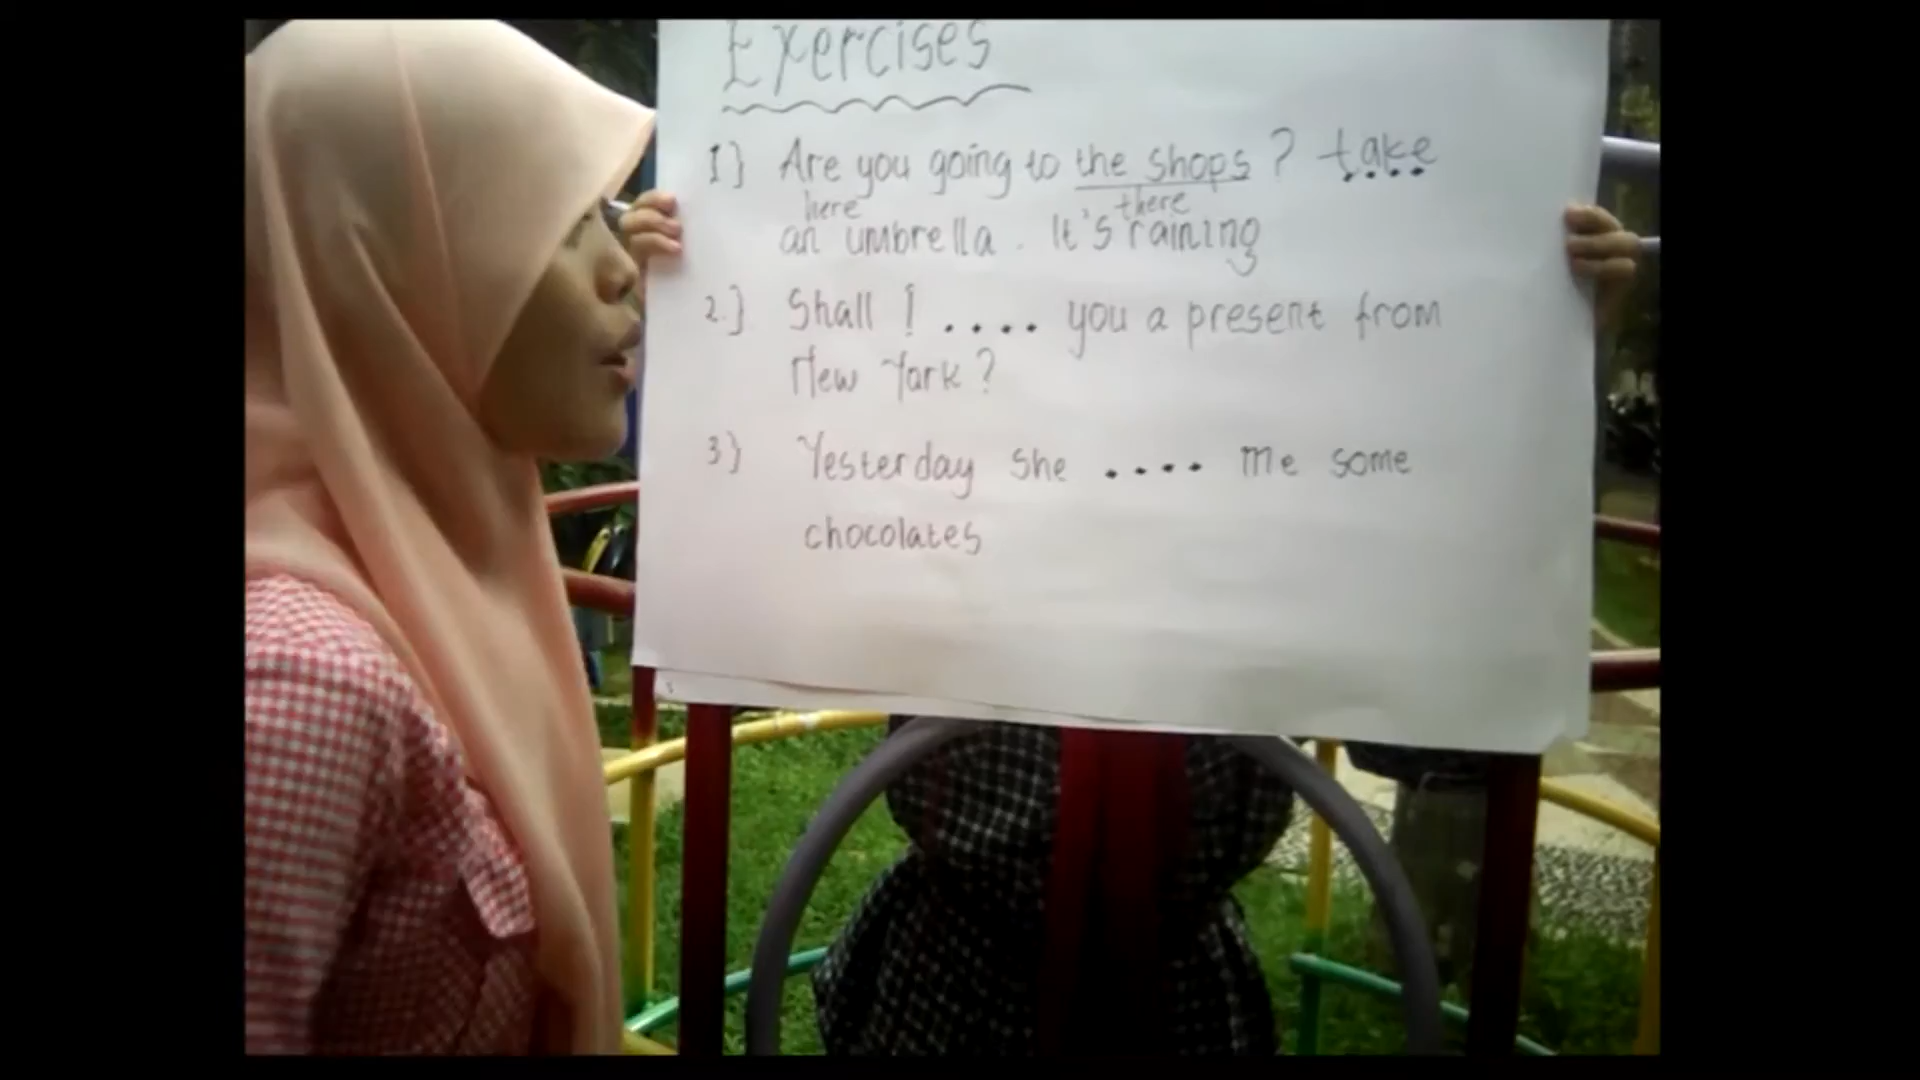 Exercises
1) Are you going to the shops ? take
here there
an umbrella . It's raining
2.) Shall I .... you a present from
New York ?
3) Yesterday she .... me some
chocolates